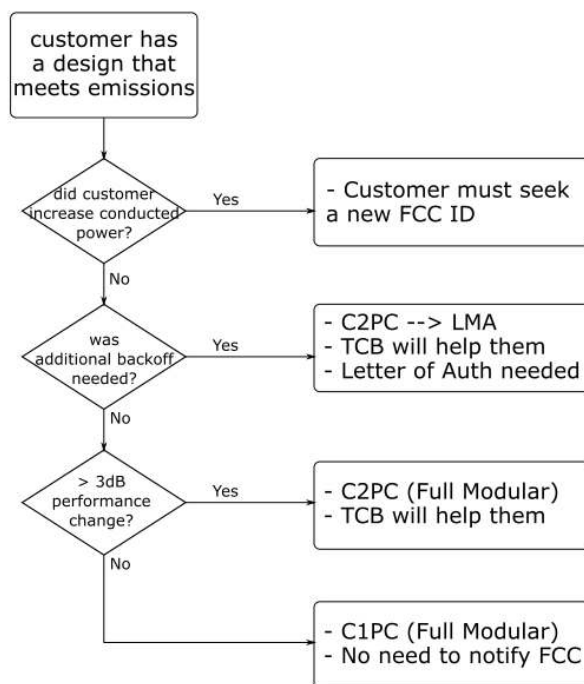 customer has
a design that
meets emissions
did customer
increase conducted
power?
Yes
- Customer must seek
a new FCC ID
No
was
additional backoff
needed?
Yes
- C2PC --> LMA
- TCB will help them
- Letter of Auth needed
No
> 3dB
performance
change?
Yes
- C2PC (Full Modular)
- TCB will help them
No
- C1PC (Full Modular)
- No need to notify FCC